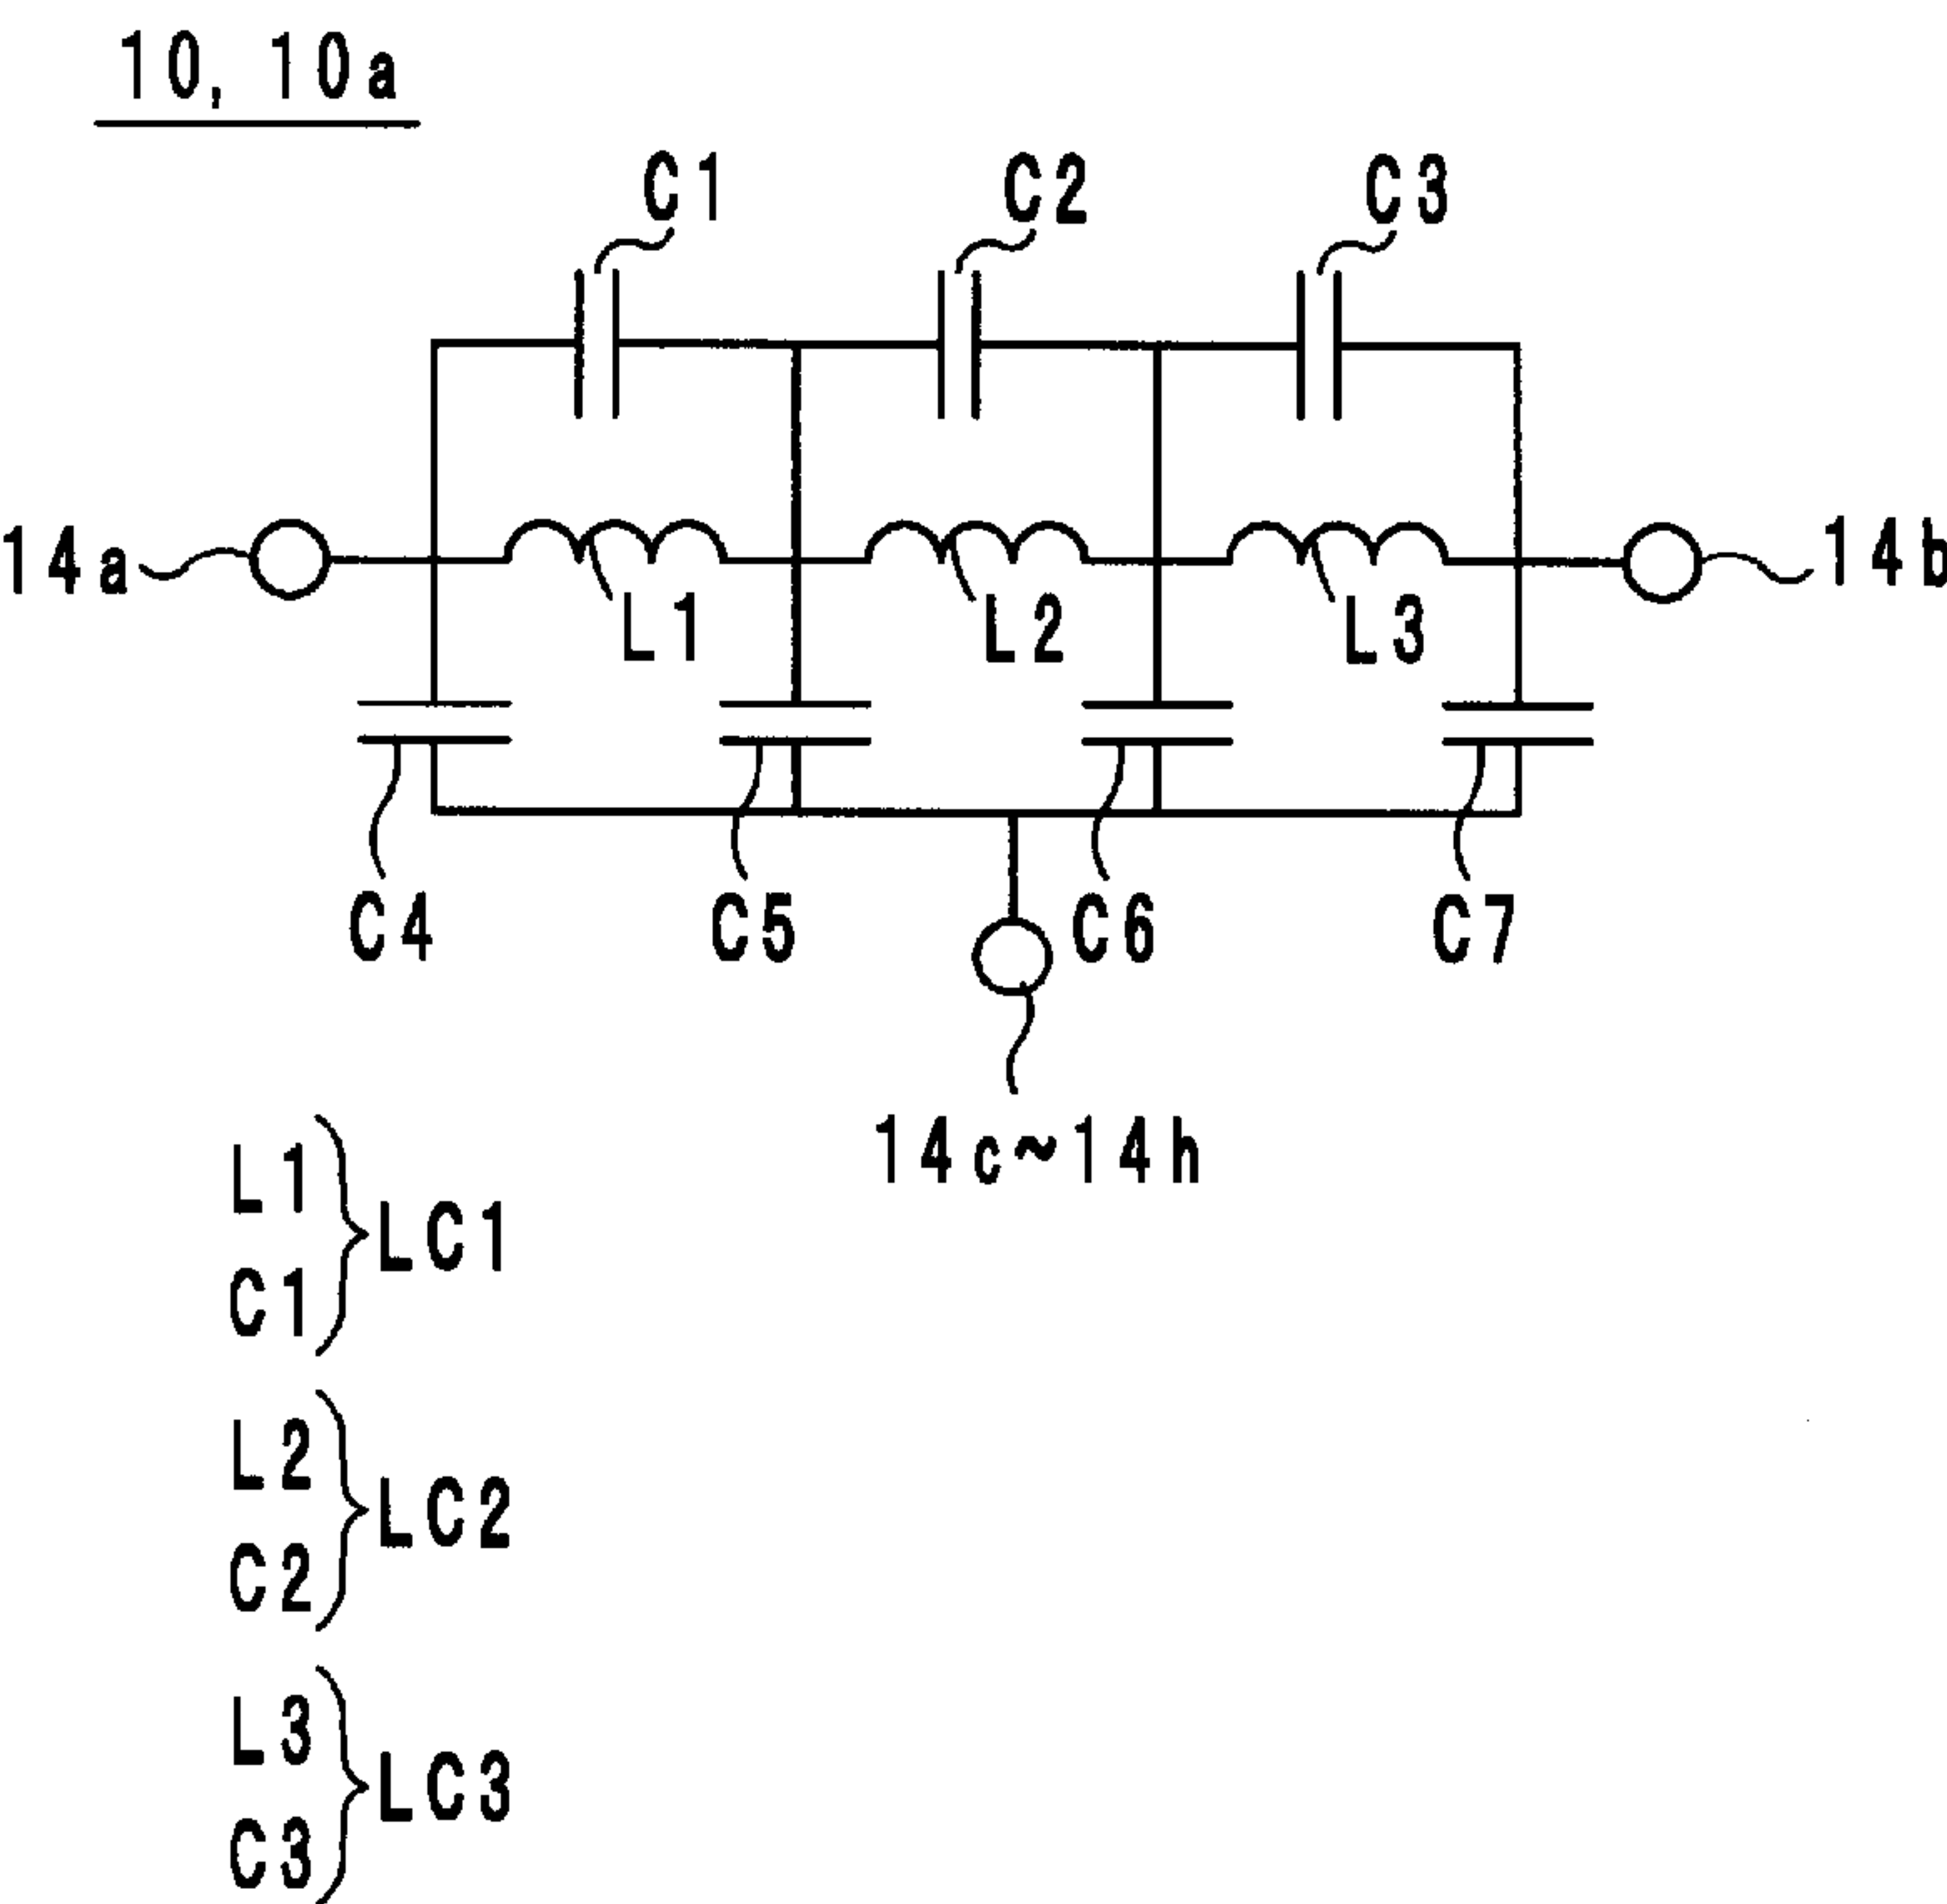 10, 10a
C1 C2 C3
14a 14b
L1 L2 L3
C4 C5 C6 C7
14c~14h
L1
C1
LC1
L2
C2
LC2
L3
C3
LC3